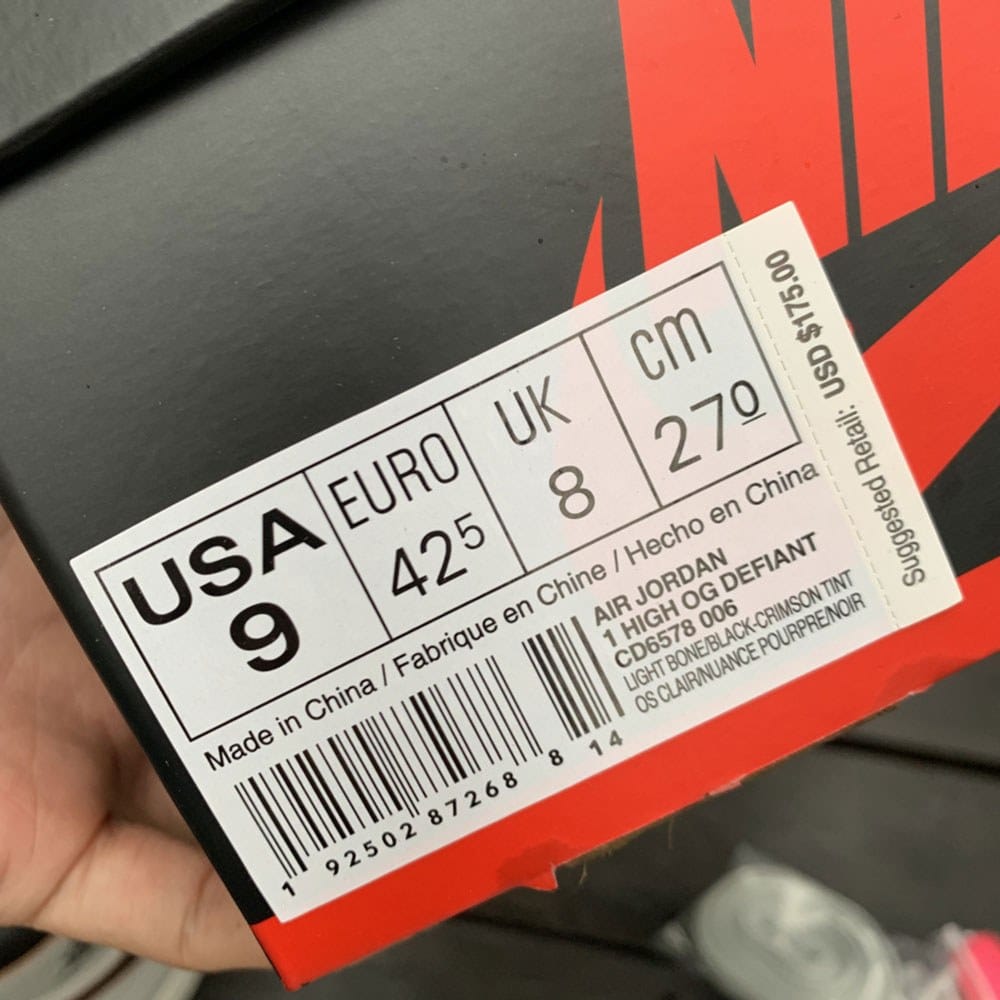 USA
9
EURO
42⁵
UK
8
cm
27⁰
Made in China / Fabrique en Chine / Hecho en China
AIR JORDAN
1 HIGH OG DEFIANT
CD6578 006
LIGHT BONE/BLACK-CRIMSON TINT
OS CLAIR/NUANCE POURPRE/NOIR
1 92502 87268 8 14
Suggested Retail: USD $175.00